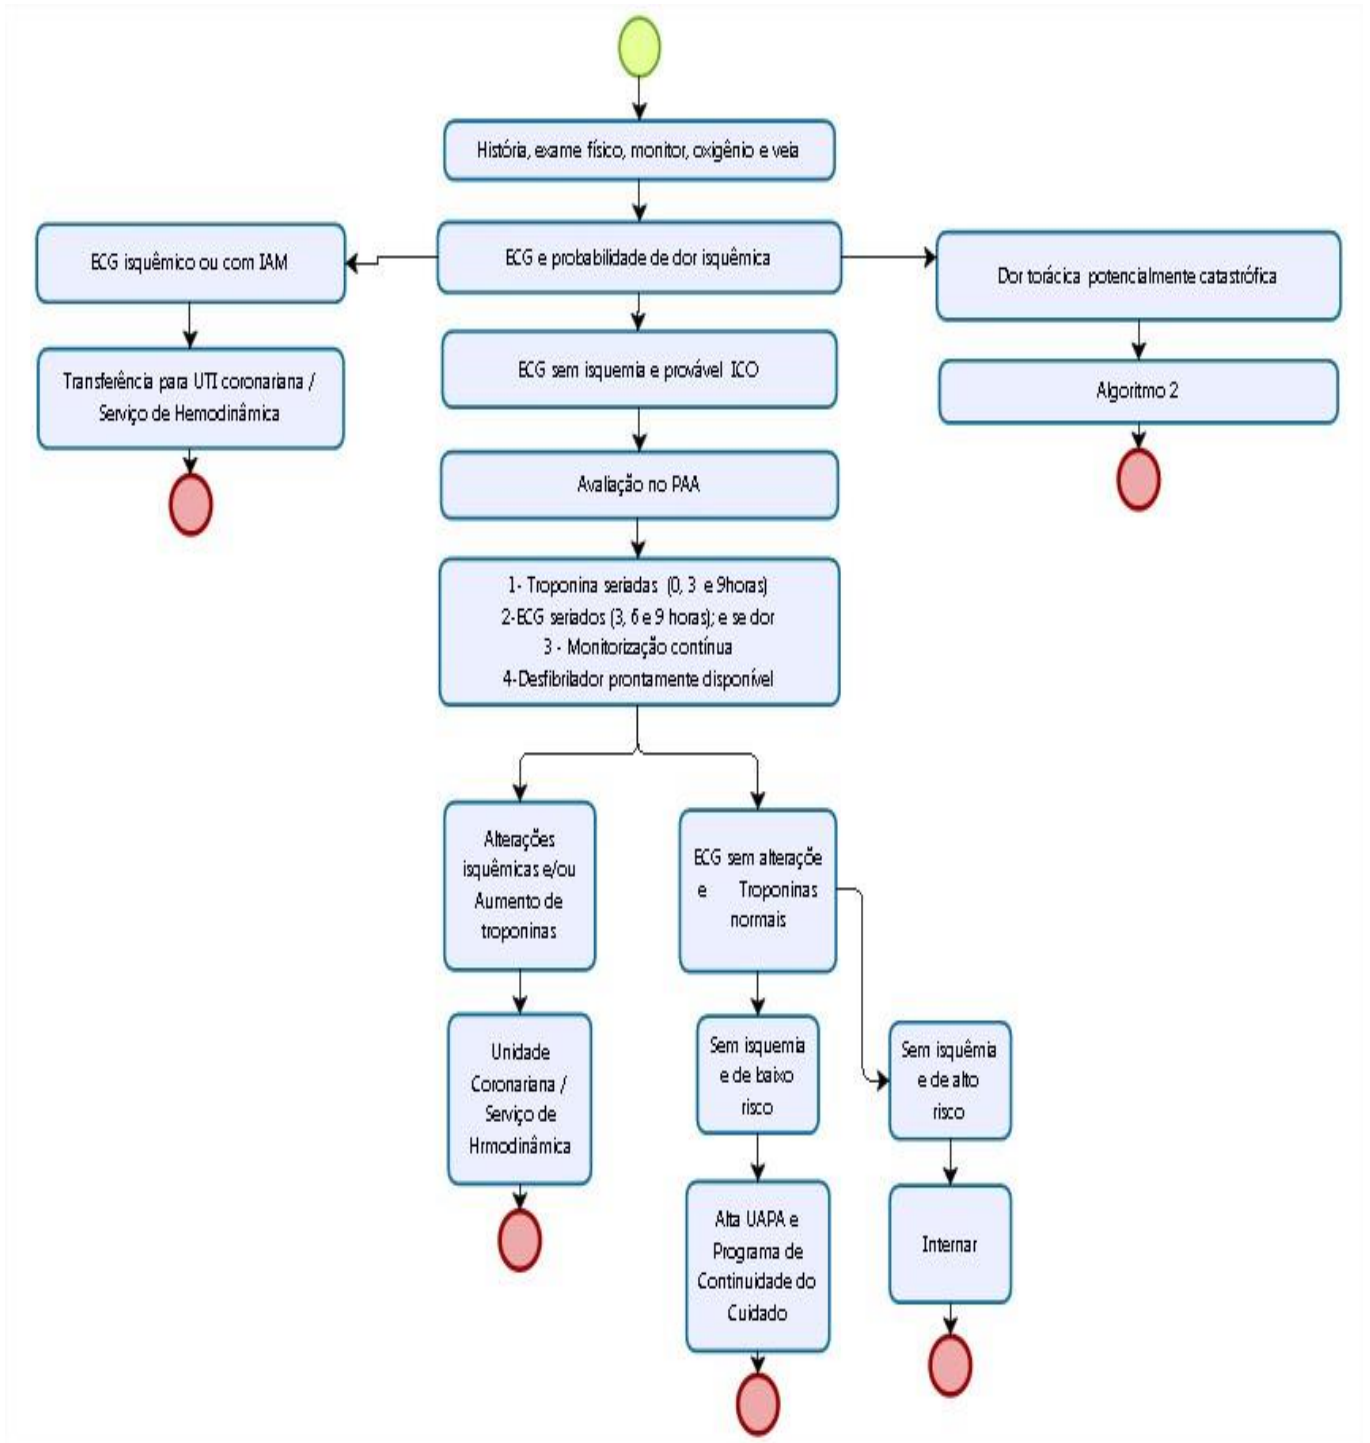 História, exame físico, monitor, oxigênio e veia
ECG isquêmico ou com IAM
ECG e probabilidade de dor isquêmica
Dor torácica potencialmente catastrófica
Transferência para UTI coronariana /
Serviço de Hemodinâmica
ECG sem isquemia e provável ICO
Algoritmo 2
Avaliação no PAA
1- Troponina seriadas (0, 3 e 9horas)
2-ECG seriados (3, 6 e 9 horas); e se dor
3 - Monitorização contínua
4-Desfibrilador prontamente disponível
Alterações
isquêmicas e/ou
Aumento de
troponinas
ECG sem alteraçõe
e Troponinas
normais
Unidade
Coronariana /
Serviço de
Hrmodinâmica
Sem isquemia
e de baixo
risco
Sem isquêmia
e de alto
risco
Alta UAPA e
Programa de
Continuidade do
Cuidado
Internar